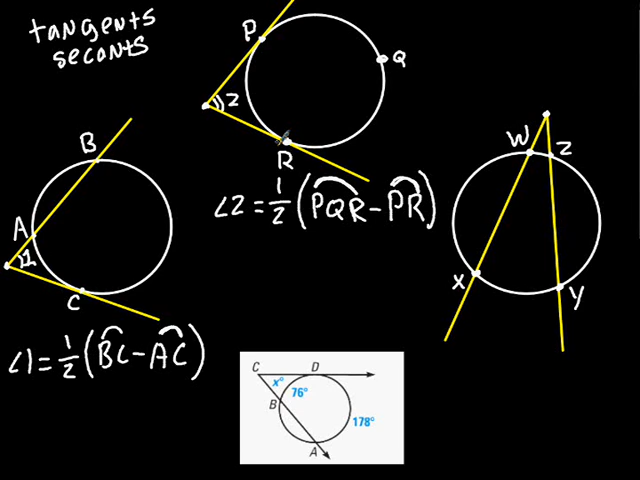 tangents
secants
P
Q
2
R
∠2 = 1/2 (PQR - PR)
B
A
1
C
∠1 = 1/2 (BC - AC)
W
Z
X
Y
C
D
x°
76°
B
178°
A